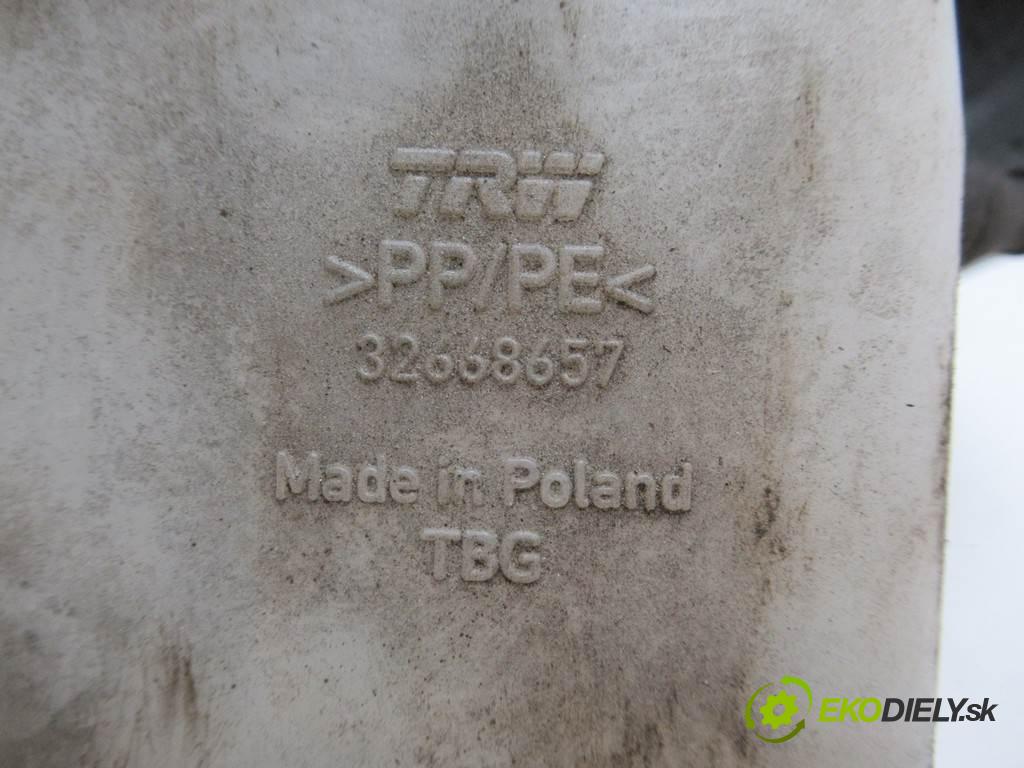 TRW
>PP/PE<
32668657
Made in Poland
TBG
EKODIELY.sk